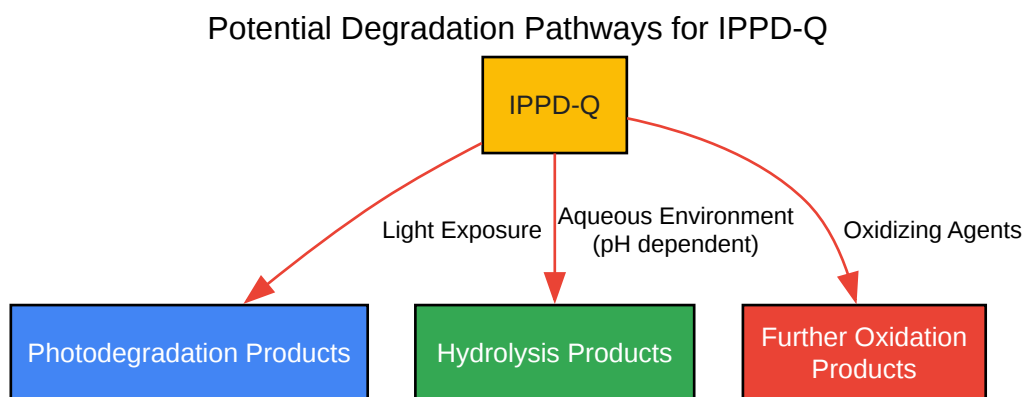 Potential Degradation Pathways for IPPD-Q
IPPD-Q
Light Exposure
Aqueous Environment
(pH dependent)
Oxidizing Agents
Photodegradation Products
Hydrolysis Products
Further Oxidation
Products